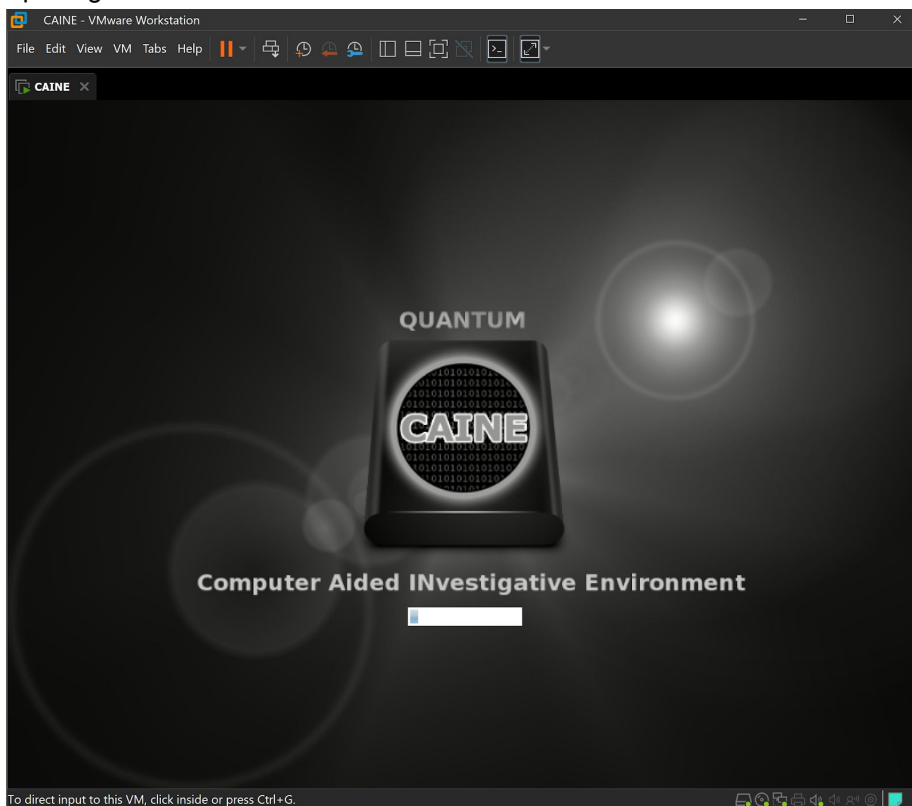 CAINE - VMware Workstation
File Edit View VM Tabs Help
CAINE
QUANTUM
CAINE
Computer Aided INvestigative Environment
To direct input to this VM, click inside or press Ctrl+G.